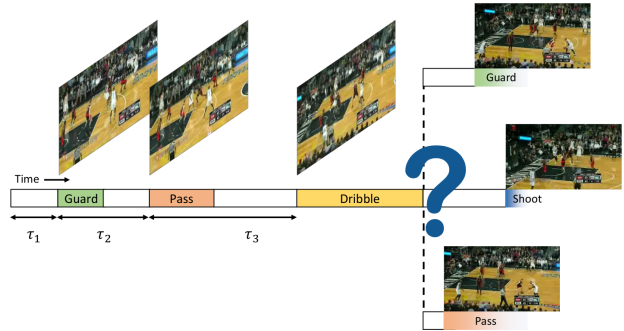 Guard
Time
Guard
Pass
Dribble
Shoot
?
τ1
τ2
τ3
Pass